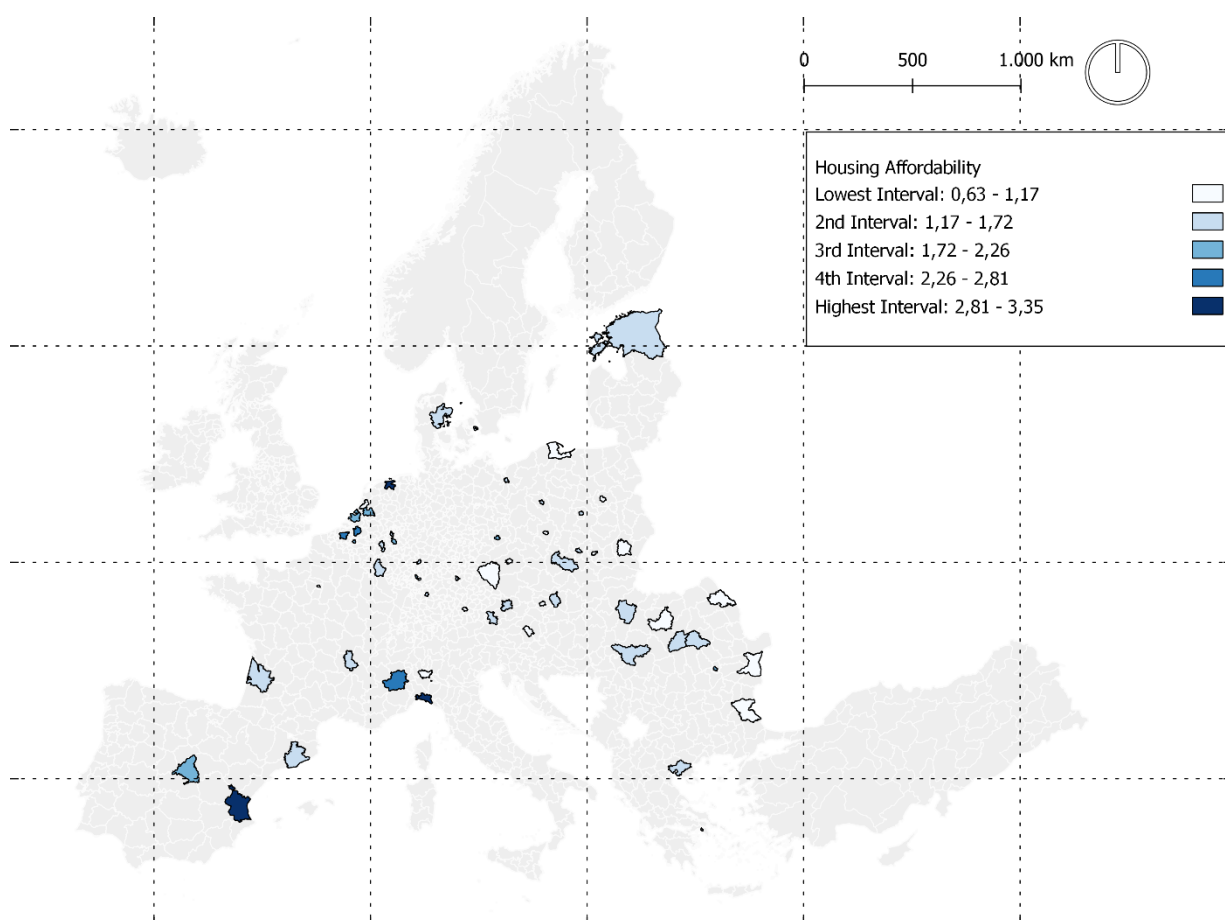 0 500 1.000 km
Housing Affordability
Lowest Interval: 0,63 - 1,17
2nd Interval: 1,17 - 1,72
3rd Interval: 1,72 - 2,26
4th Interval: 2,26 - 2,81
Highest Interval: 2,81 - 3,35